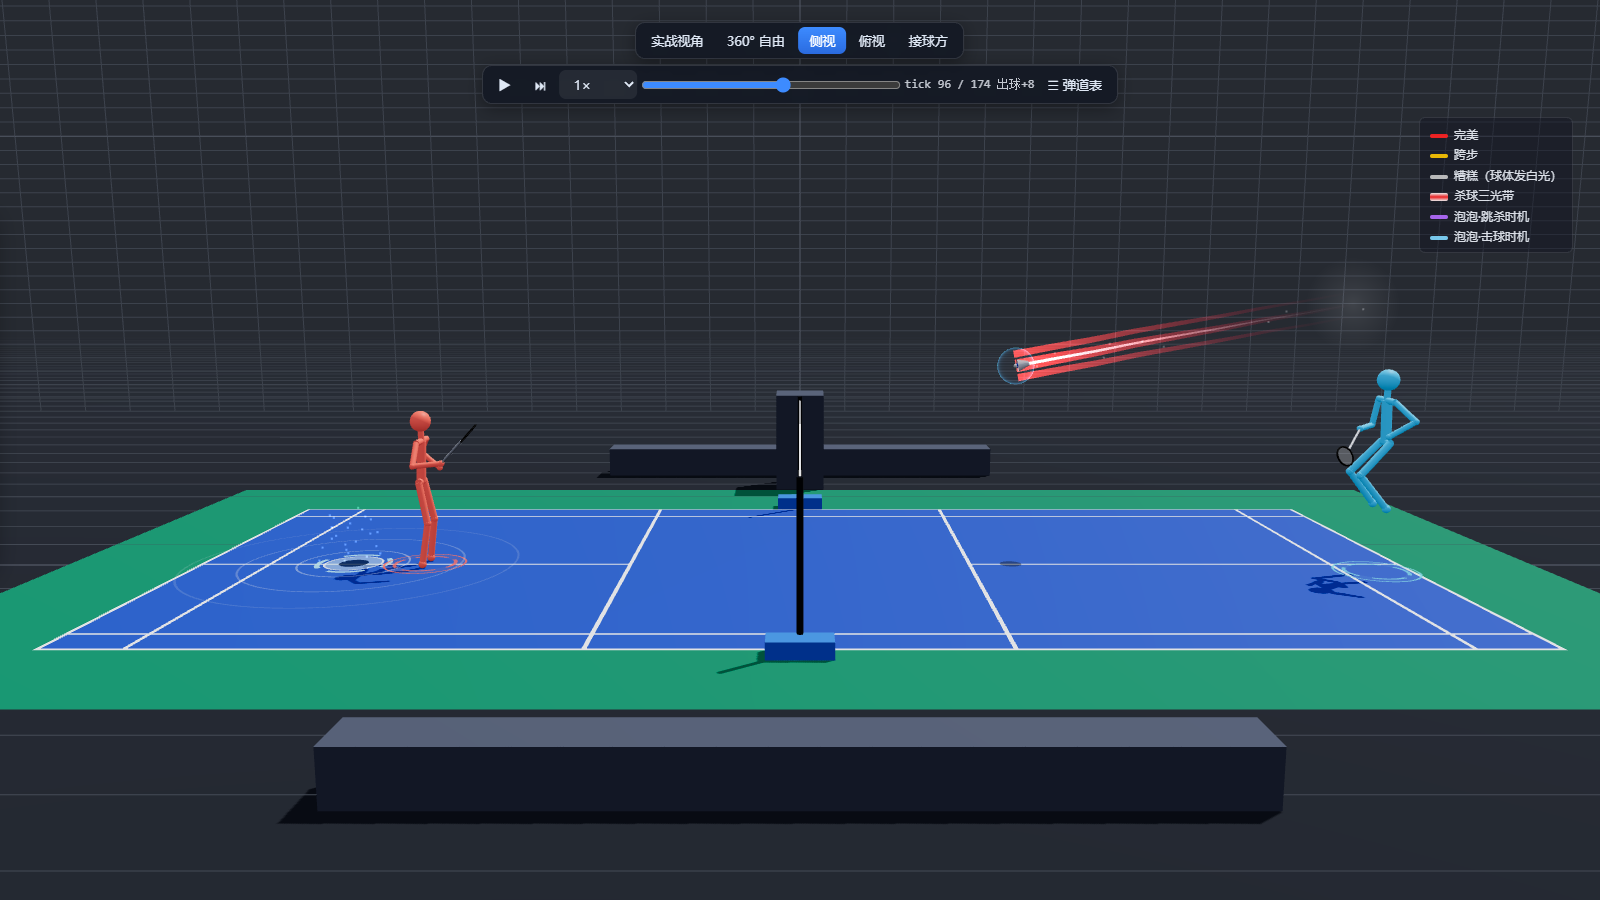 实战视角 360° 自由 侧视 俯视 接球方
1× tick 96 / 174 出球+8 ☰ 弹道表
完美
跨步
糟糕（球体发白光）
杀球三光带
泡泡·跳杀时机
泡泡·击球时机